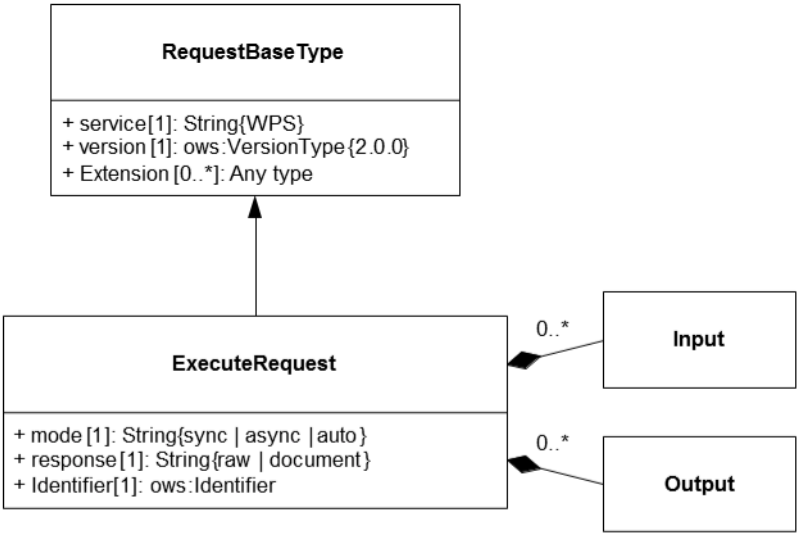 RequestBaseType
+ service[1]: String{WPS}
+ version[1]: ows:VersionType{2.0.0}
+ Extension[0..*]: Any type
ExecuteRequest
+ mode[1]: String{sync | async | auto}
+ response[1]: String{raw | document}
+ Identifier[1]: ows:Identifier
0..*
Input
0..*
Output